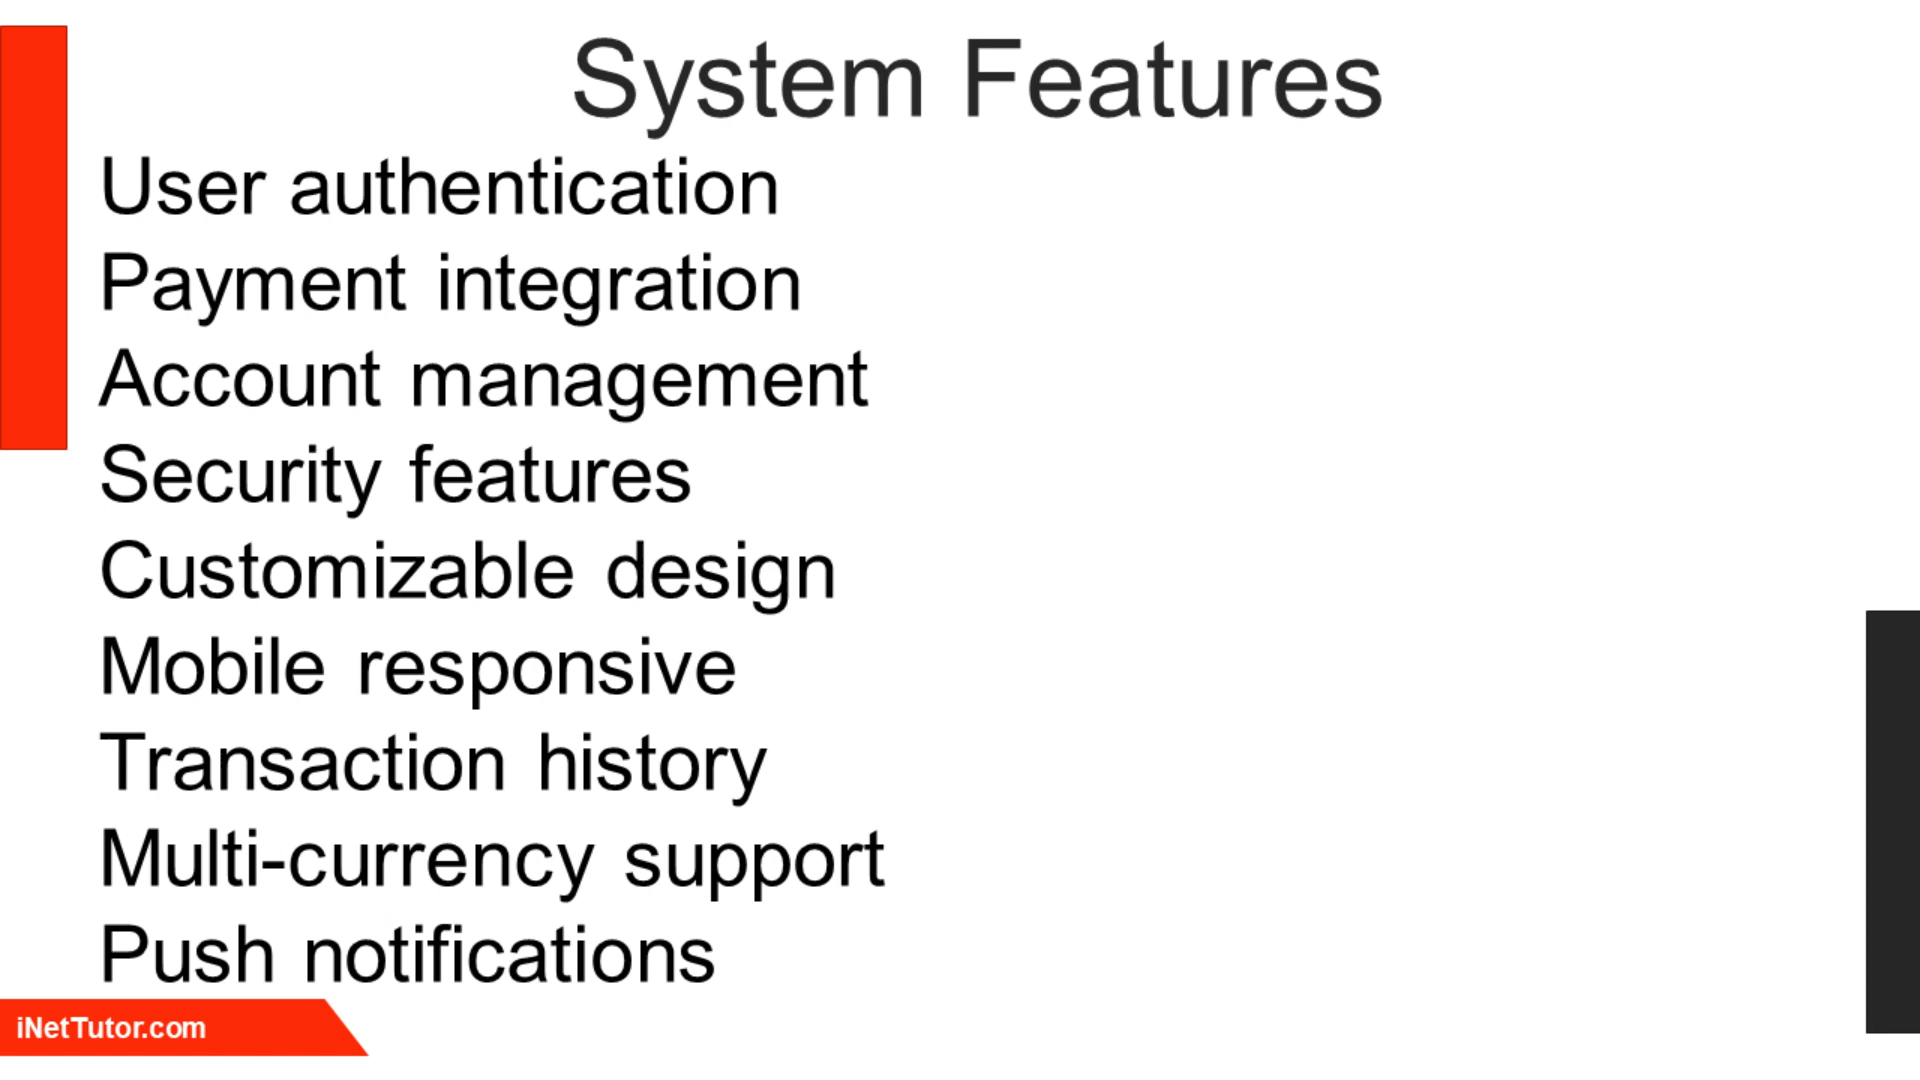 System Features
User authentication
Payment integration
Account management
Security features
Customizable design
Mobile responsive
Transaction history
Multi-currency support
Push notifications
iNetTutor.com